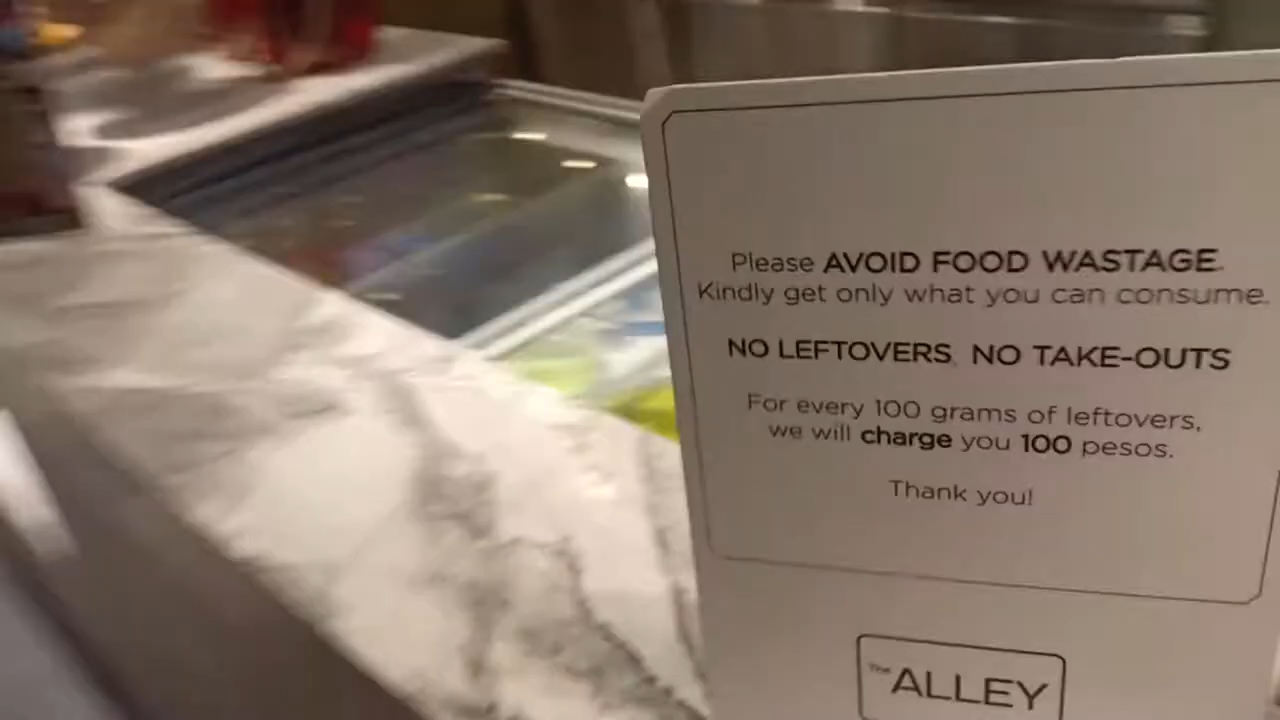 Please AVOID FOOD WASTAGE.
Kindly get only what you can consume.
NO LEFTOVERS, NO TAKE-OUTS
For every 100 grams of leftovers,
we will charge you 100 pesos.
Thank you!
The ALLEY